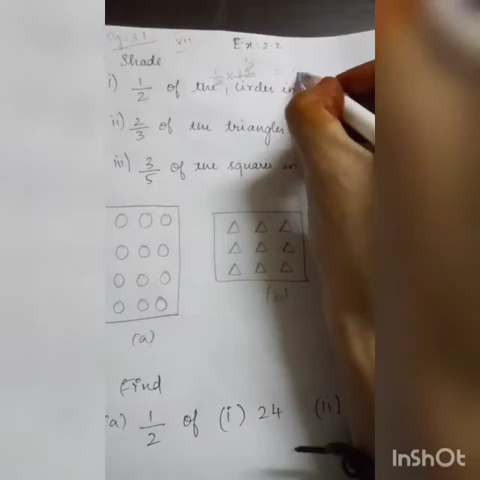 VII Ex: 2.2
Shade
i) 1/2 of the circles in
ii) 2/3 of the triangles
iii) 3/5 of the squares in
(a)
(b)
Find
(a) 1/2 of (i) 24 (ii)
InShOt